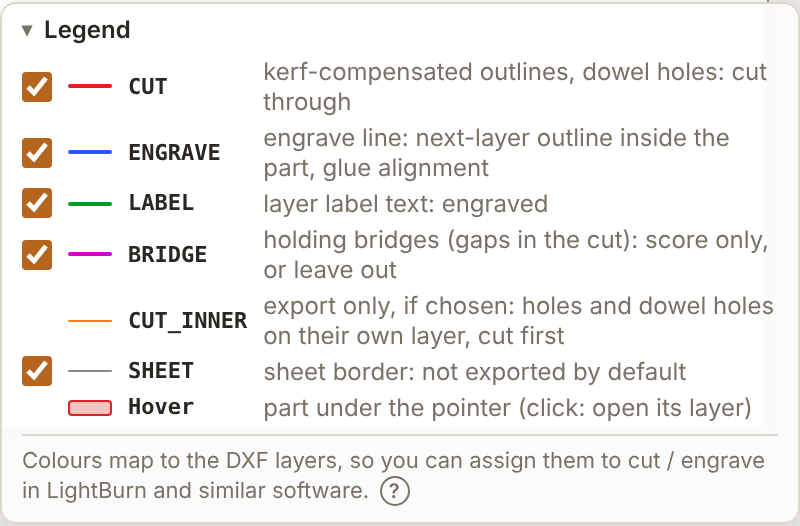 ▼ Legend
CUT kerf-compensated outlines, dowel holes: cut
through
ENGRAVE engrave line: next-layer outline inside the
part, glue alignment
LABEL layer label text: engraved
BRIDGE holding bridges (gaps in the cut): score only,
or leave out
CUT_INNER export only, if chosen: holes and dowel holes
on their own layer, cut first
SHEET sheet border: not exported by default
Hover part under the pointer (click: open its layer)
Colours map to the DXF layers, so you can assign them to cut / engrave
in LightBurn and similar software. ?